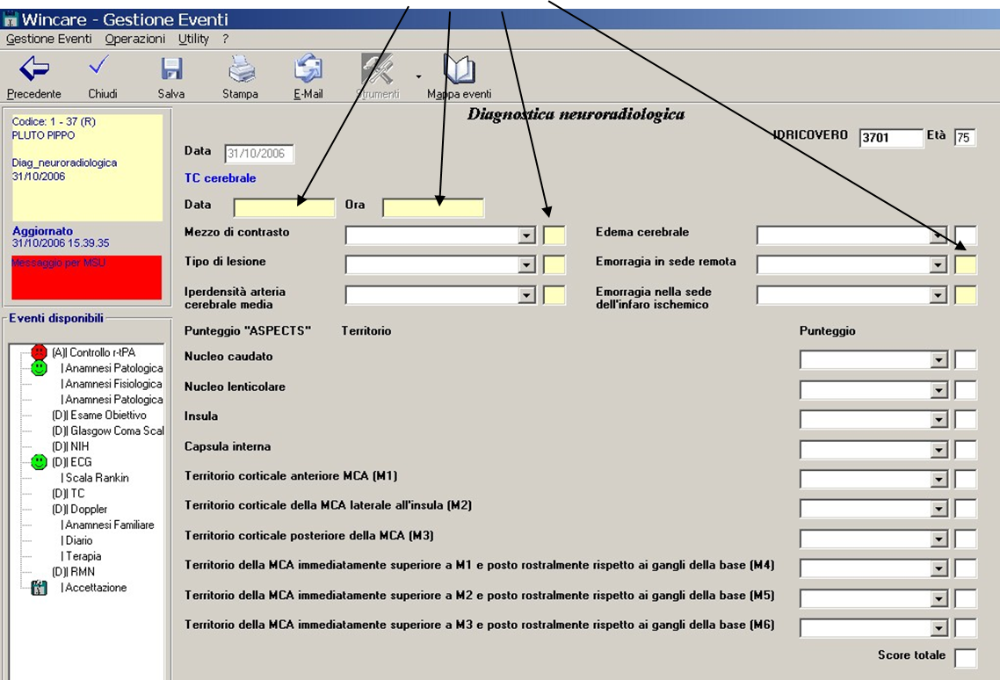 Wincare - Gestione Eventi
Gestione Eventi Operazioni Utility ?
Precedente Chiudi Salva Stampa E-Mail Strumenti Mappa eventi
Codice: 1 - 37 (R)
PLUTO PIPPO
Diag_neuroradiologica
31/10/2006
Aggiornato
31/10/2006 15.39.35
Messaggio per MSU
Eventi disponibili
(A)| Controllo r-tPA
| Anamnesi Patologica
| Anamnesi Fisiologica
| Anamnesi Patologica
(D)| Esame Obiettivo
(D)| Glasgow Coma Scal
(D)| NIH
(D)| ECG
| Scala Rankin
(D)| TC
(D)| Doppler
| Anamnesi Familiare
| Diario
| Terapia
(D)| RMN
| Accettazione
Diagnostica neuroradiologica
IDRICOVERO 3701 Età 75
Data 31/10/2006
TC cerebrale
Data Ora
Mezzo di contrasto Edema cerebrale
Tipo di lesione Emorragia in sede remota
Iperdensità arteria Emorragia nella sede
cerebrale media dell'infaro ischemico
Punteggio "ASPECTS" Territorio Punteggio
Nucleo caudato
Nucleo lenticolare
Insula
Capsula interna
Territorio corticale anteriore MCA (M1)
Territorio corticale della MCA laterale all'insula (M2)
Territorio corticale posteriore della MCA (M3)
Territorio della MCA immediatamente superiore a M1 e posto rostralmente rispetto ai gangli della base (M4)
Territorio della MCA immediatamente superiore a M2 e posto rostralmente rispetto ai gangli della base (M5)
Territorio della MCA immediatamente superiore a M3 e posto rostralmente rispetto ai gangli della base (M6)
Score totale